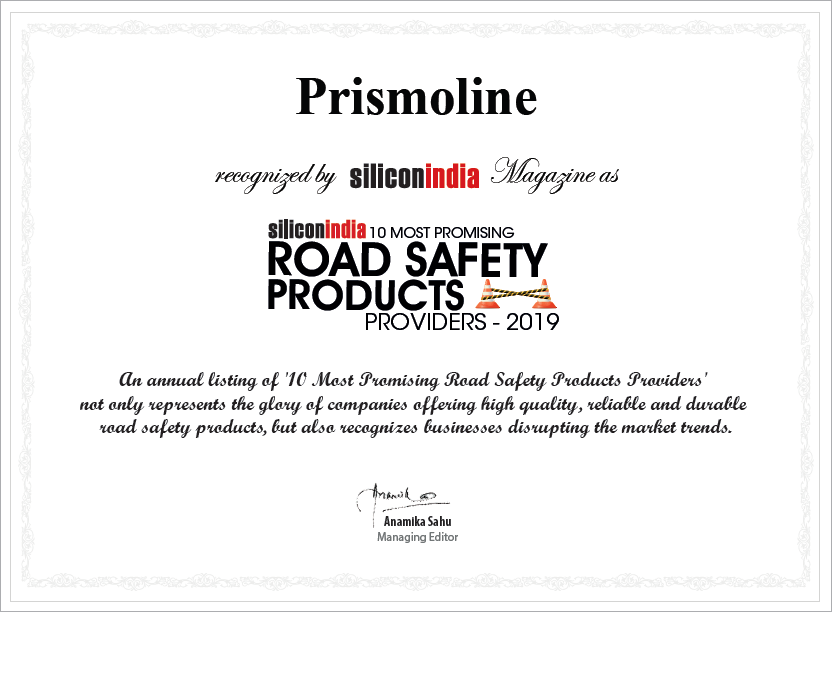 Prismoline
recognized by siliconindia Magazine as
siliconindia 10 MOST PROMISING
ROAD SAFETY
PRODUCTS
PROVIDERS - 2019
An annual listing of '10 Most Promising Road Safety Products Providers'
not only represents the glory of companies offering high quality, reliable and durable
road safety products, but also recognizes businesses disrupting the market trends.
Anamika
Anamika Sahu
Managing Editor